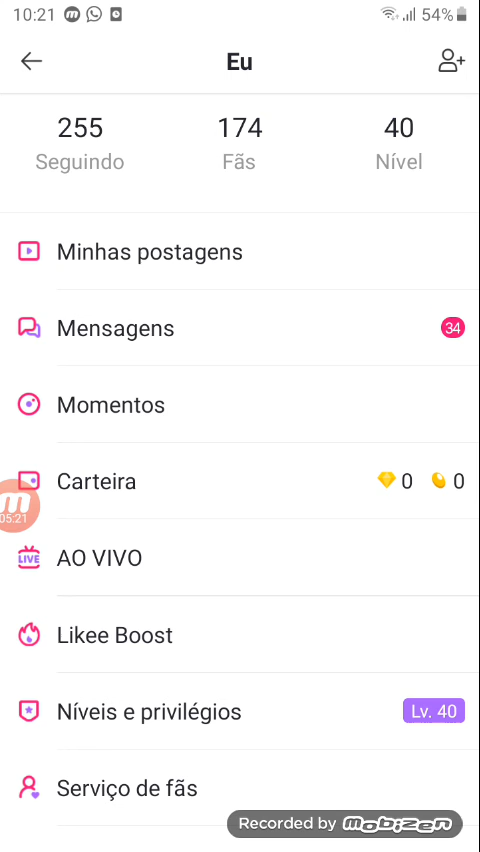 10:21 54%
Eu
255 174 40
Seguindo Fãs Nível
Minhas postagens
Mensagens 34
Momentos
Carteira 0 0
05:21
LIVE AO VIVO
Likee Boost
Níveis e privilégios Lv. 40
Serviço de fãs
Recorded by Mobizen